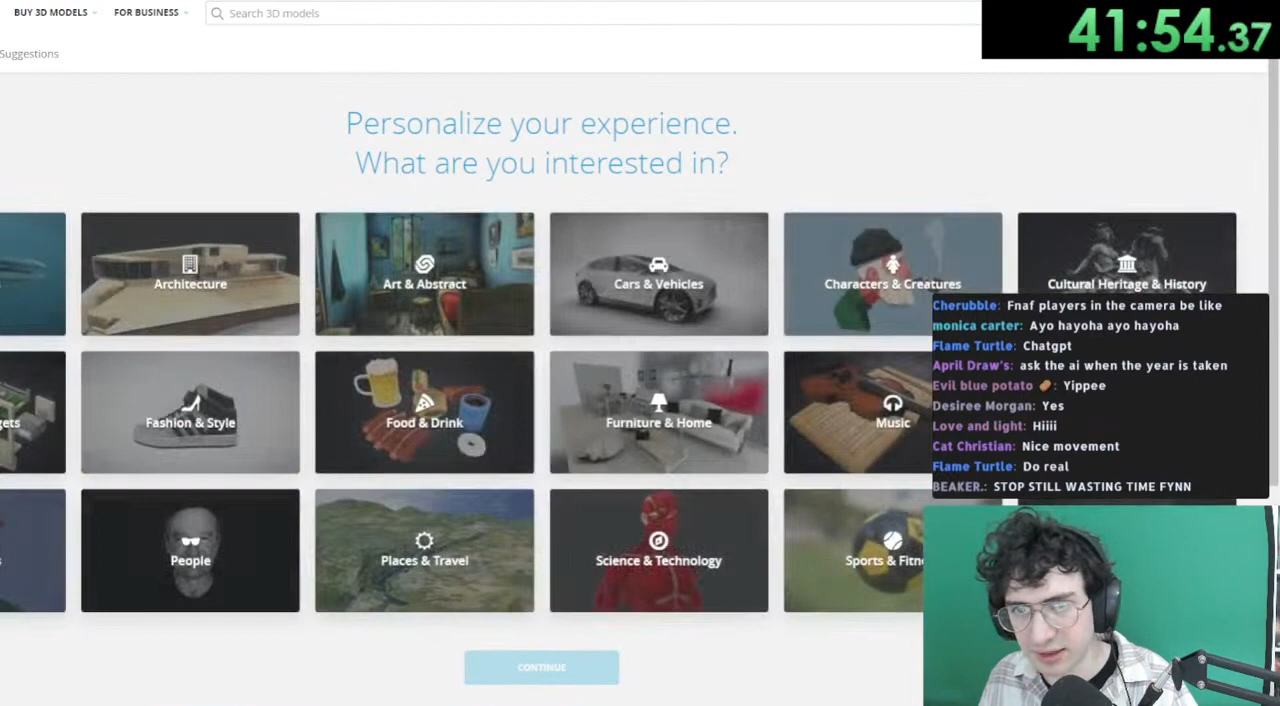 BUY 3D MODELS
FOR BUSINESS
Search 3D models
41:54.37
Suggestions
Personalize your experience.
What are you interested in?
Architecture
Art & Abstract
Cars & Vehicles
Characters & Creatures
Cultural Heritage & History
Cherubble: Fnaf players in the camera be like
monica carter: Ayo hayoha ayo hayoha
Flame Turtle: Chatgpt
April Draw's: ask the ai when the year is taken
Evil blue potato 🥔: Yippee
Desiree Morgan: Yes
Love and light: Hiiii
Cat Christian: Nice movement
Flame Turtle: Do real
BEAKER.: STOP STILL WASTING TIME FYNN
gets
Fashion & Style
Food & Drink
Furniture & Home
Music
s
People
Places & Travel
Science & Technology
Sports & Fitn
CONTINUE